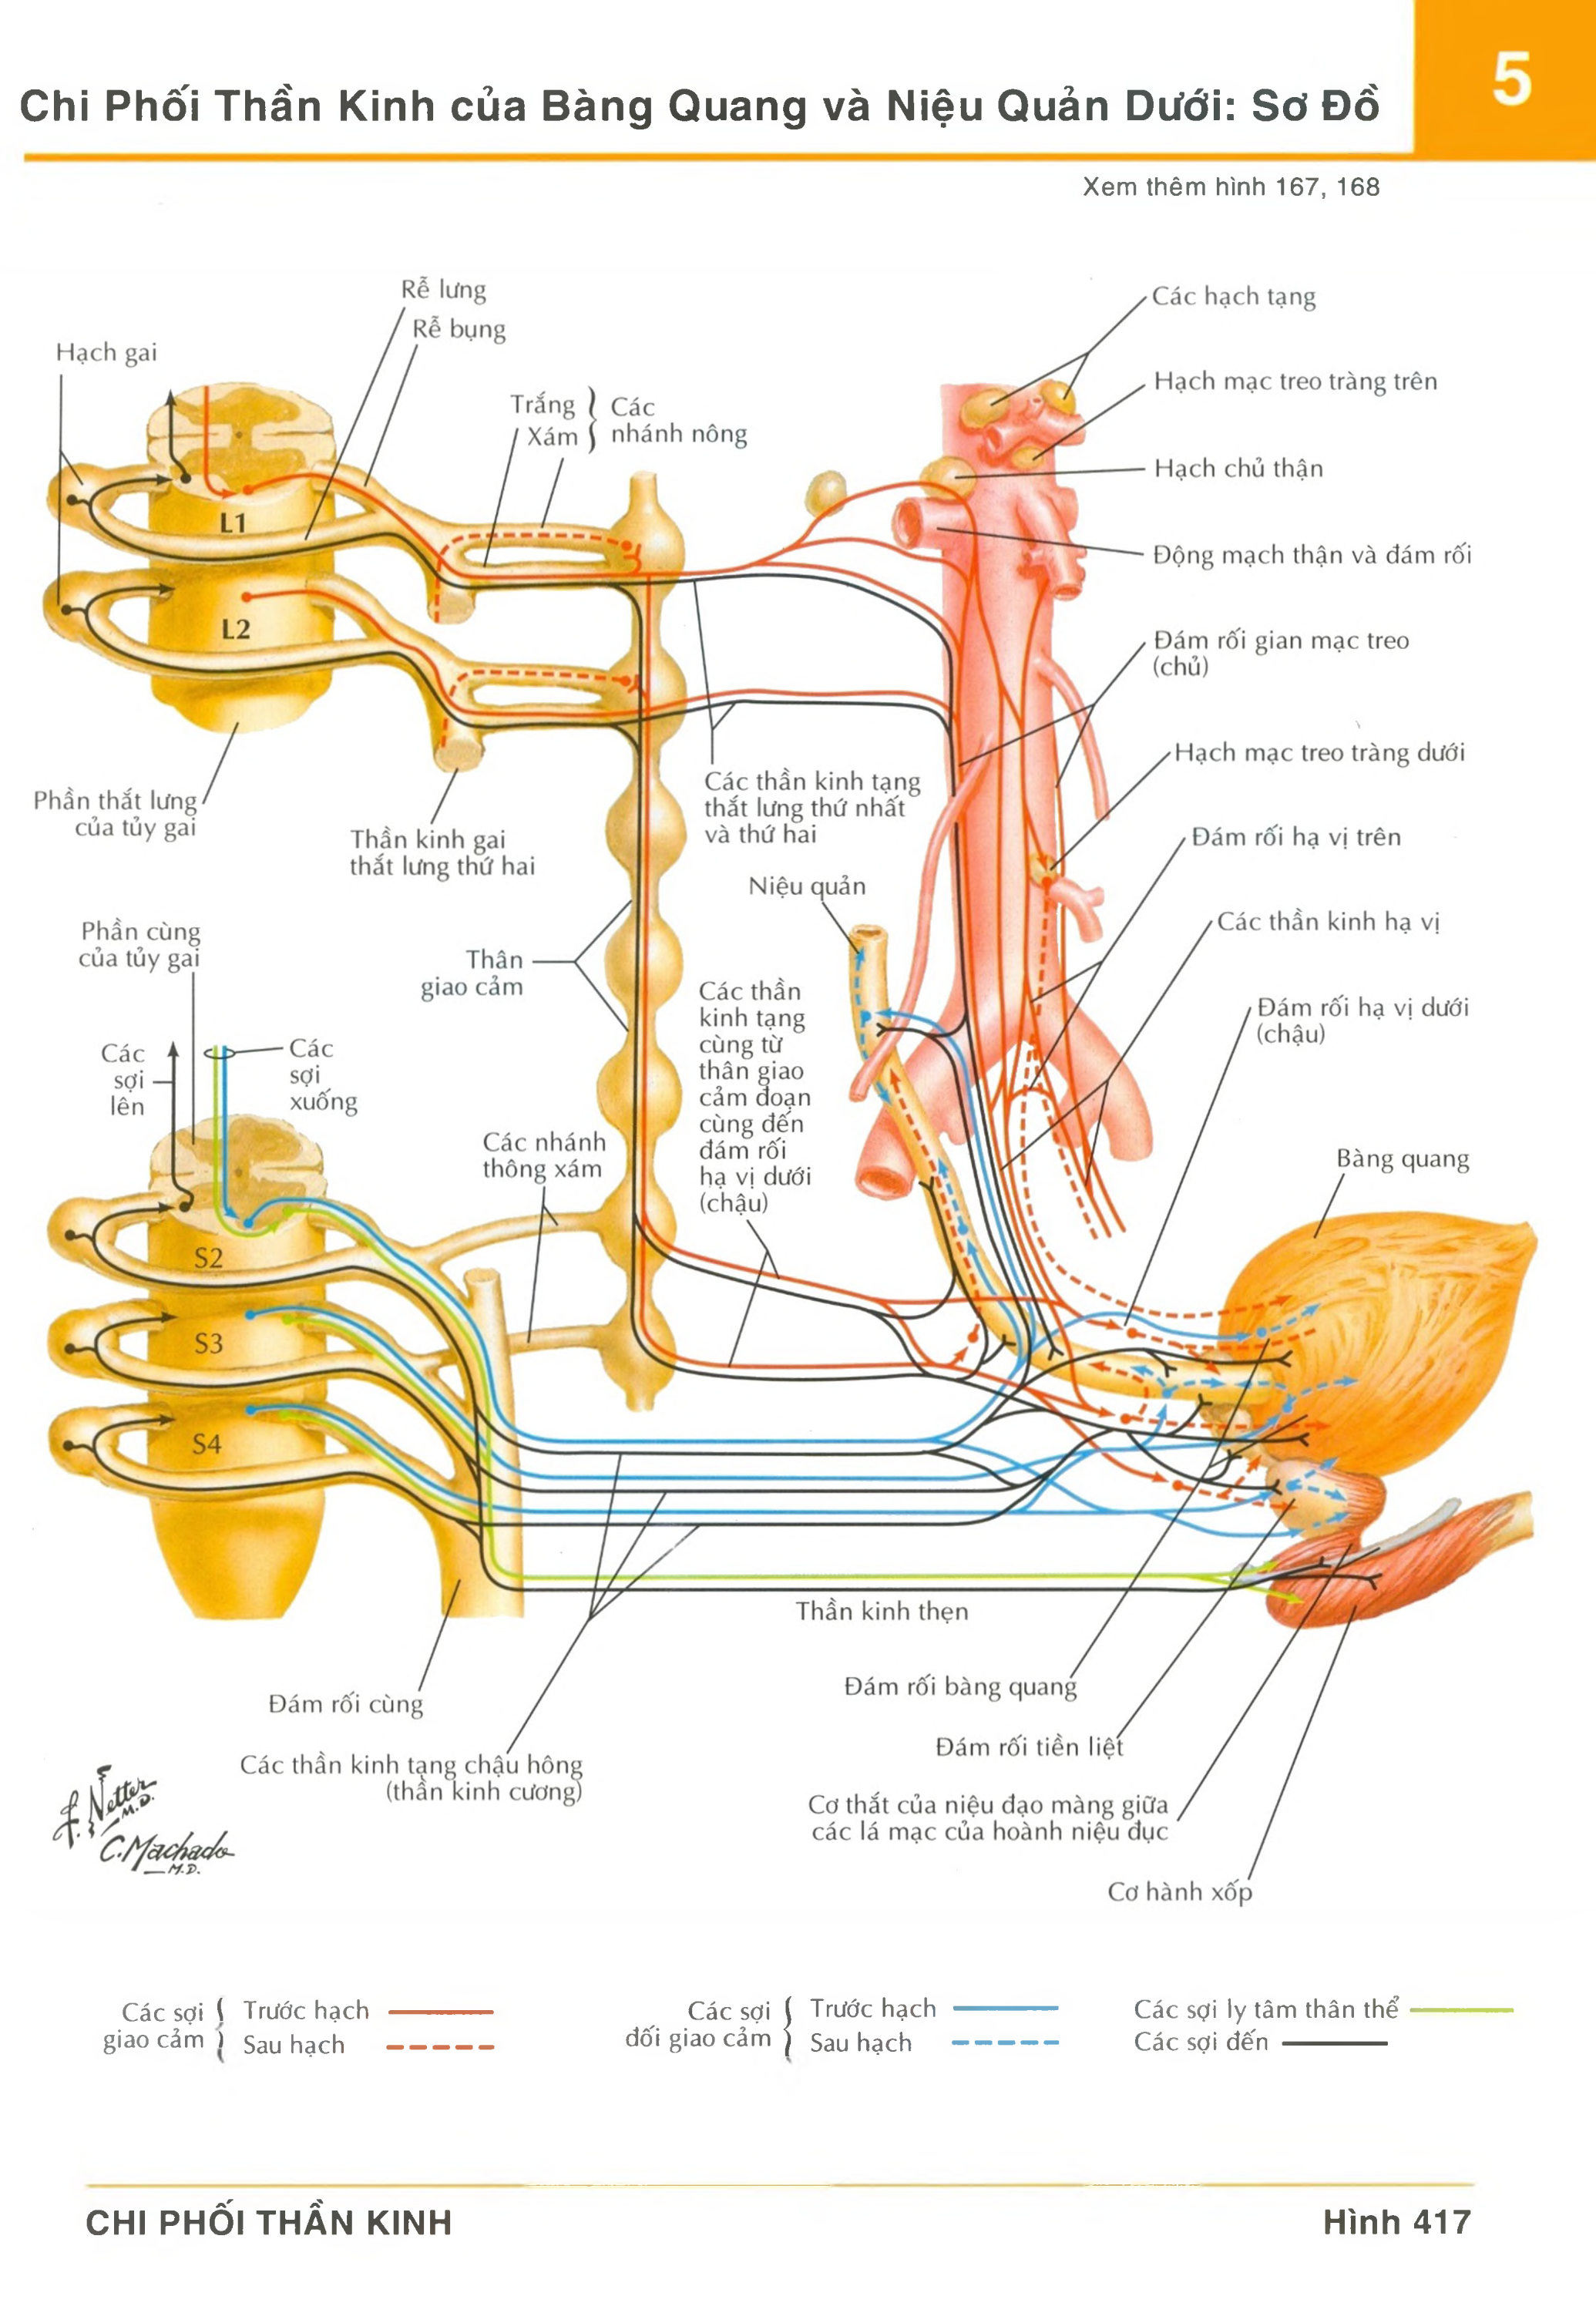 5
Chi Phối Thần Kinh của Bàng Quang và Niệu Quản Dưới: Sơ Đồ
Xem thêm hình 167, 168
Rễ lưng
Rễ bụng
Hạch gai
Trắng
Xám
Các
nhánh nông
Các hạch tạng
Hạch mạc treo tràng trên
Hạch chủ thận
Động mạch thận và đám rối
Đám rối gian mạc treo
(chủ)
Hạch mạc treo tràng dưới
Đám rối hạ vị trên
Các thần kinh hạ vị
Đám rối hạ vị dưới
(chậu)
Bàng quang
L1
L2
Phần thắt lưng
của tủy gai
Thần kinh gai
thắt lưng thứ hai
Các thần kinh tạng
thắt lưng thứ nhất
và thứ hai
Niệu quản
Phần cùng
của tủy gai
Thân
giao cảm
Các thần
kinh tạng
cùng từ
thân giao
cảm đoạn
cùng đến
đám rối
hạ vị dưới
(chậu)
Các
sợi
lên
Các
sợi
xuống
Các nhánh
thông xám
S2
S3
S4
Thần kinh thẹn
Đám rối cùng
Các thần kinh tạng chậu hông
(thần kinh cương)
Đám rối bàng quang
Đám rối tiền liệt
Cơ thắt của niệu đạo màng giữa
các lá mạc của hoành niệu dục
Cơ hành xốp
F. Netter
M.D.
C. Machado
M.D.
Các sợi
giao cảm
Trước hạch
Sau hạch
Các sợi
đối giao cảm
Trước hạch
Sau hạch
Các sợi ly tâm thân thể
Các sợi đến
CHI PHỐI THẦN KINH
Hình 417